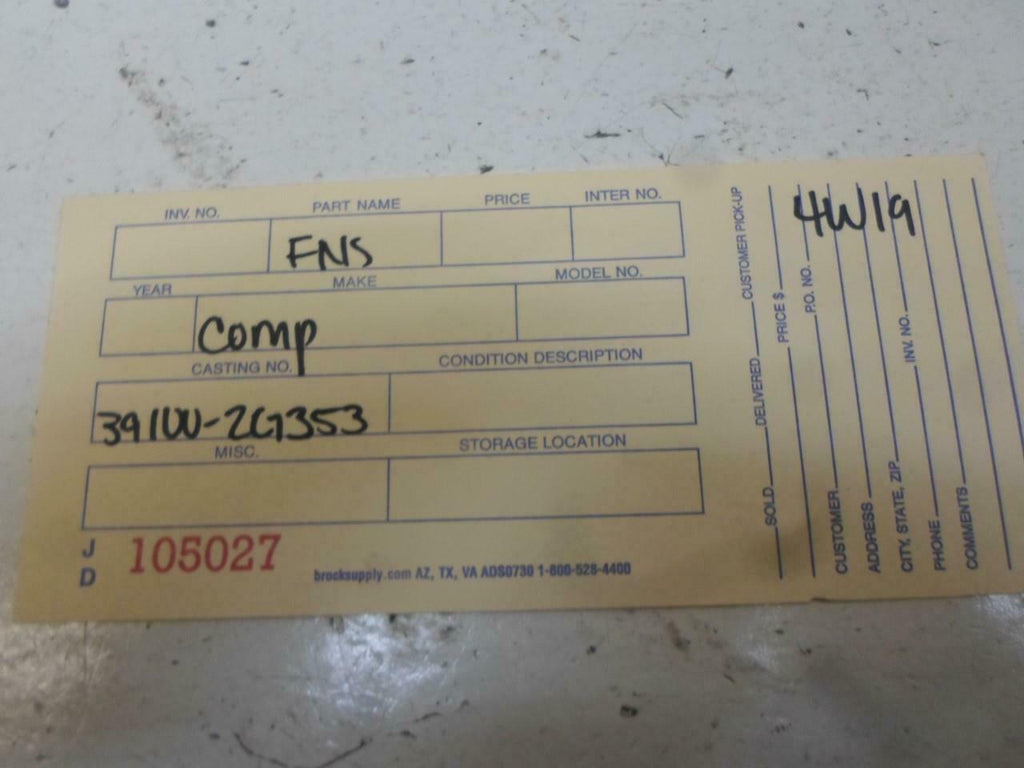 INV. NO. PART NAME PRICE INTER NO.
FNS
YEAR MAKE MODEL NO.
Comp
CASTING NO. CONDITION DESCRIPTION
391W-2G353
MISC. STORAGE LOCATION
J
D
105027
brocksupply.com AZ, TX, VA ADS0730 1-800-528-4400
SOLD DELIVERED CUSTOMER PICK-UP
PRICE $
P.O. NO.
4W19
CUSTOMER
ADDRESS
CITY, STATE, ZIP INV. NO.
PHONE
COMMENTS